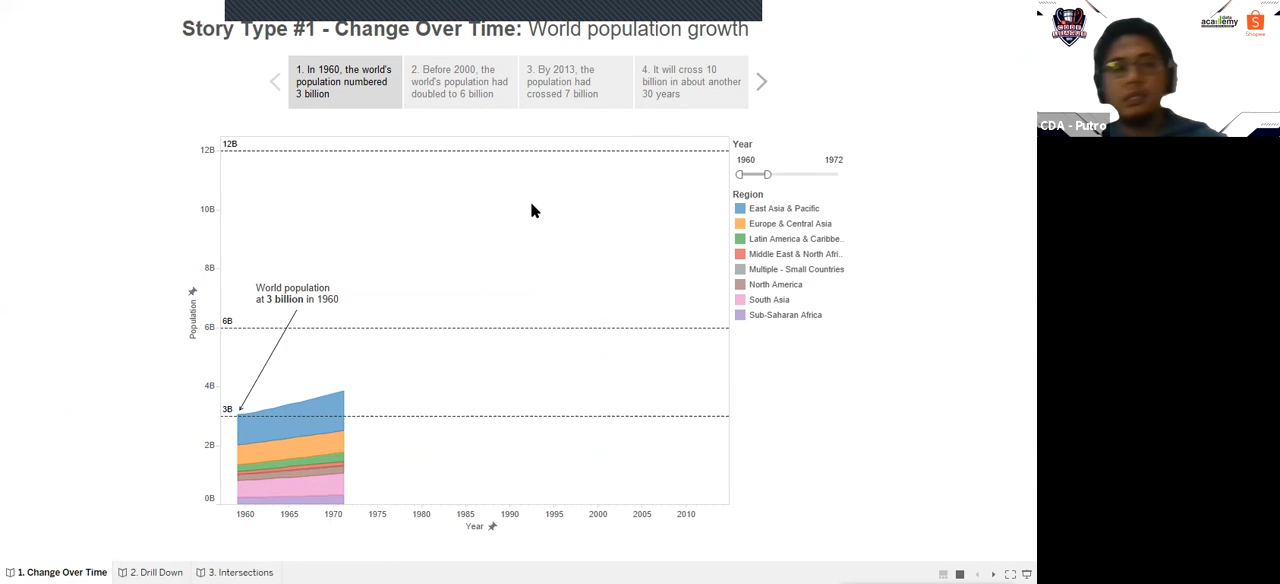 Story Type #1 - Change Over Time: World population growth
1. In 1960, the world's
population numbered
3 billion
2. Before 2000, the
world's population had
doubled to 6 billion
3. By 2013, the
population had
crossed 7 billion
4. It will cross 10
billion in about another
30 years
12B
12B
10B
8B
World population
at 3 billion in 1960
6B
6B
4B
3B
2B
0B
Population
1960 1965 1970 1975 1980 1985 1990 1995 2000 2005 2010
Year
Year
1960 1972
Region
East Asia & Pacific
Europe & Central Asia
Latin America & Caribbe..
Middle East & North Afri..
Multiple - Small Countries
North America
South Asia
Sub-Saharan Africa
1. Change Over Time 2. Drill Down 3. Intersections
data
academy
Shopee
CDA - Putro